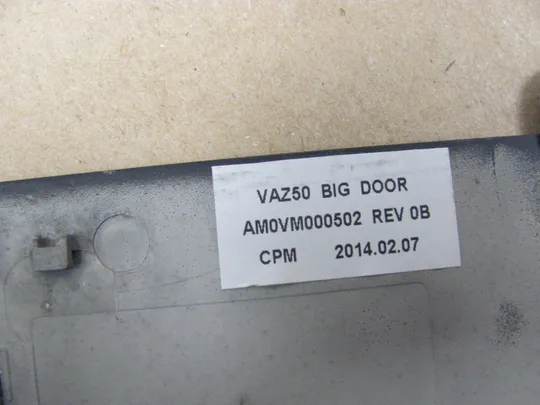 VAZ50 BIG DOOR
AM0VM000502 REV 0B
CPM 2014.02.07